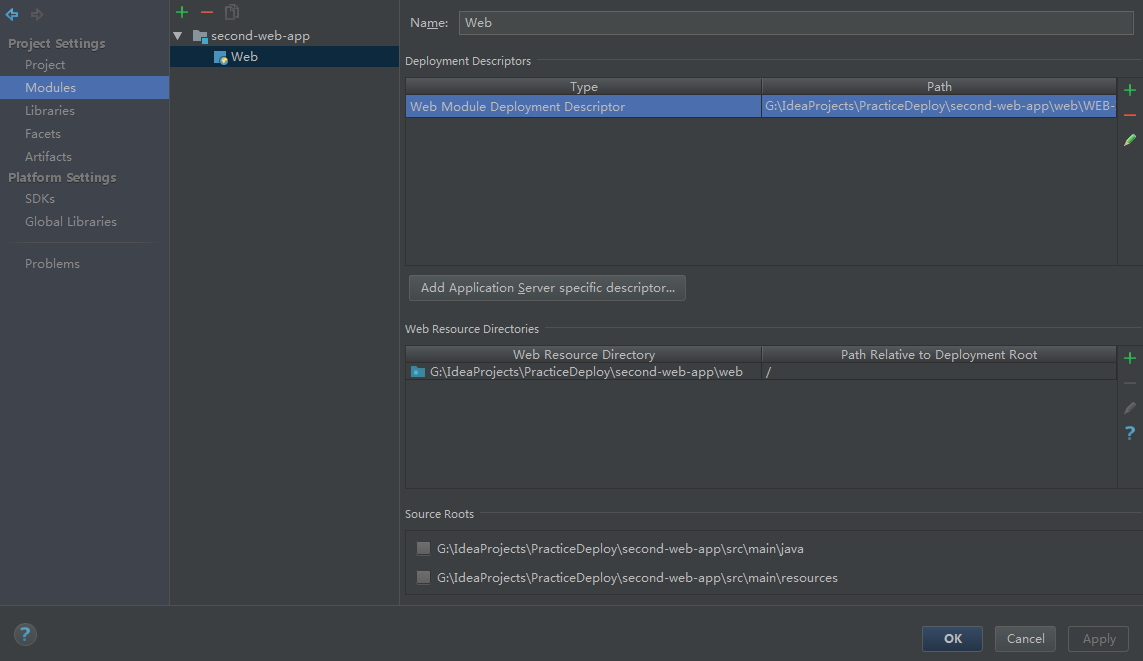 Project Settings
Project
Modules
Libraries
Facets
Artifacts
Platform Settings
SDKs
Global Libraries
Problems
second-web-app
Web
Name: Web
Deployment Descriptors
Type Path
Web Module Deployment Descriptor G:\IdeaProjects\PracticeDeploy\second-web-app\web\WEB-
Add Application Server specific descriptor...
Web Resource Directories
Web Resource Directory Path Relative to Deployment Root
G:\IdeaProjects\PracticeDeploy\second-web-app\web /
?
Source Roots
G:\IdeaProjects\PracticeDeploy\second-web-app\src\main\java
G:\IdeaProjects\PracticeDeploy\second-web-app\src\main\resources
? OK Cancel Apply